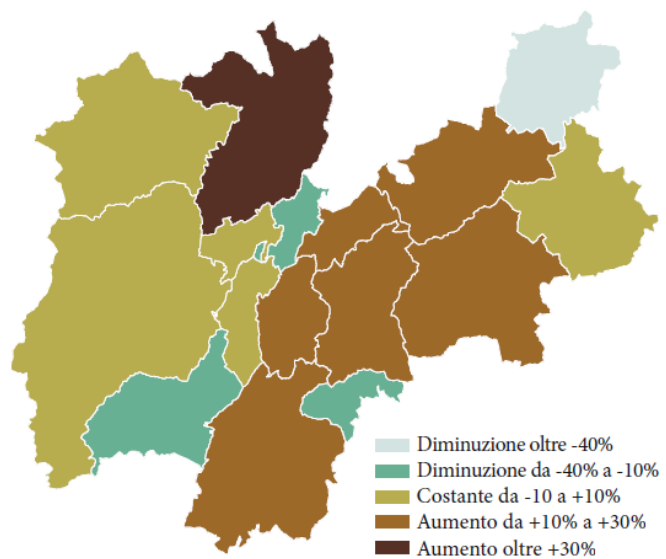 Diminuzione oltre -40%
Diminuzione da -40% a -10%
Costante da -10 a +10%
Aumento da +10% a +30%
Aumento oltre +30%